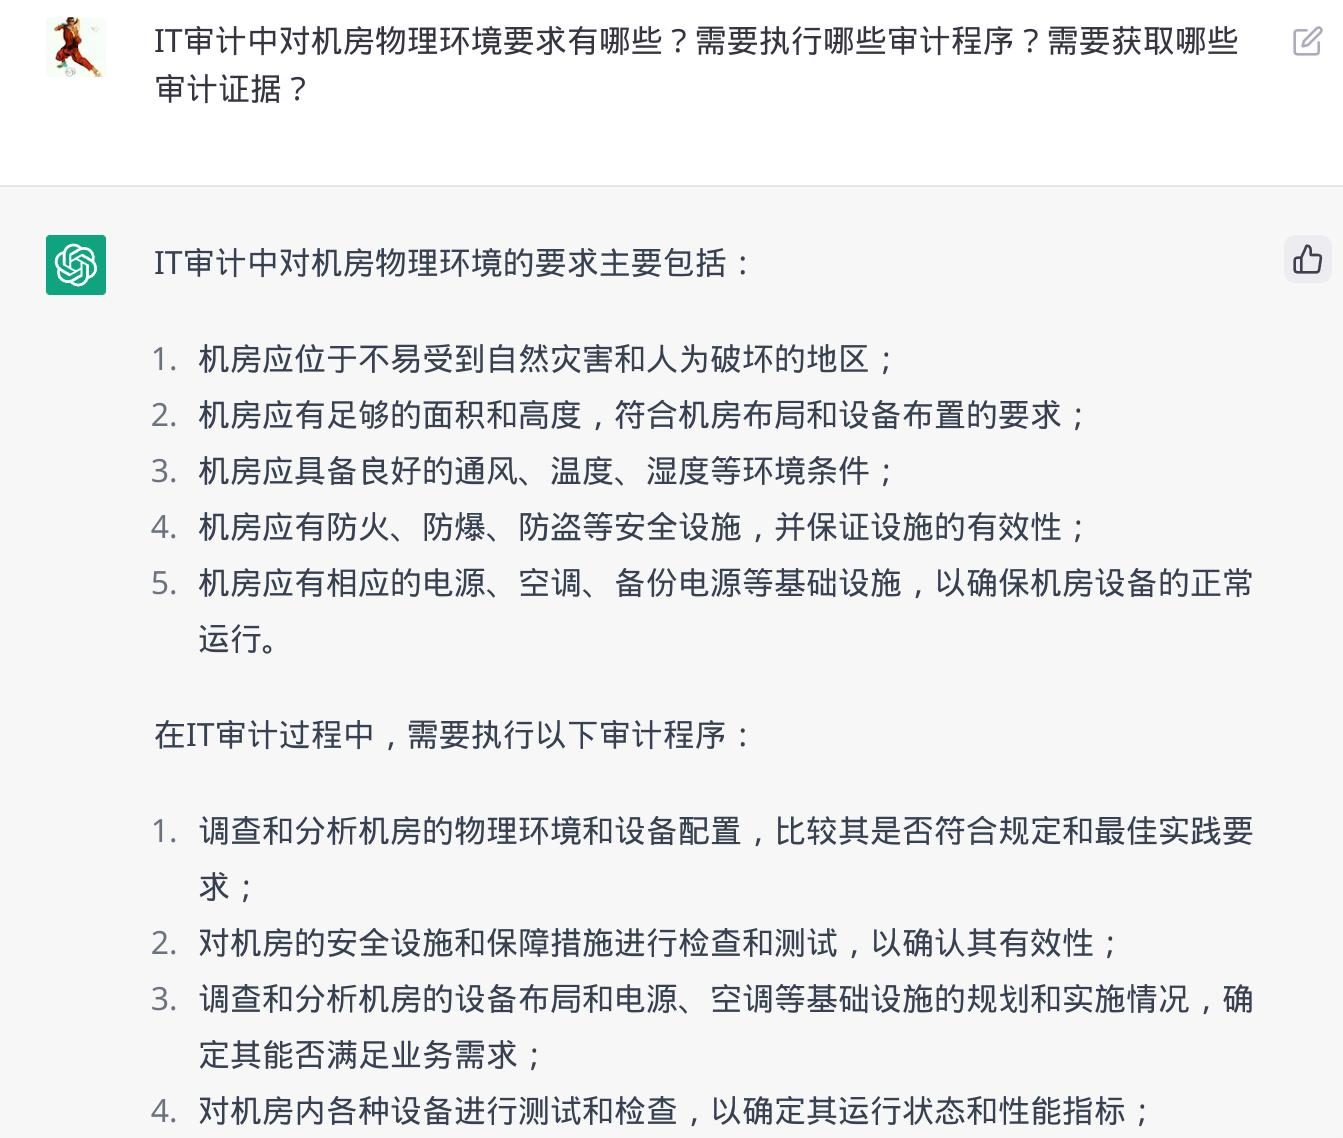 IT审计中对机房物理环境要求有哪些？需要执行哪些审计程序？需要获取哪些
审计证据？
IT审计中对机房物理环境的要求主要包括：
1. 机房应位于不易受到自然灾害和人为破坏的地区；
2. 机房应有足够的面积和高度，符合机房布局和设备布置的要求；
3. 机房应具备良好的通风、温度、湿度等环境条件；
4. 机房应有防火、防爆、防盗等安全设施，并保证设施的有效性；
5. 机房应有相应的电源、空调、备份电源等基础设施，以确保机房设备的正常
运行。
在IT审计过程中，需要执行以下审计程序：
1. 调查和分析机房的物理环境和设备配置，比较其是否符合规定和最佳实践要
求；
2. 对机房的安全设施和保障措施进行检查和测试，以确认其有效性；
3. 调查和分析机房的设备布局和电源、空调等基础设施的规划和实施情况，确
定其能否满足业务需求；
4. 对机房内各种设备进行测试和检查，以确定其运行状态和性能指标；